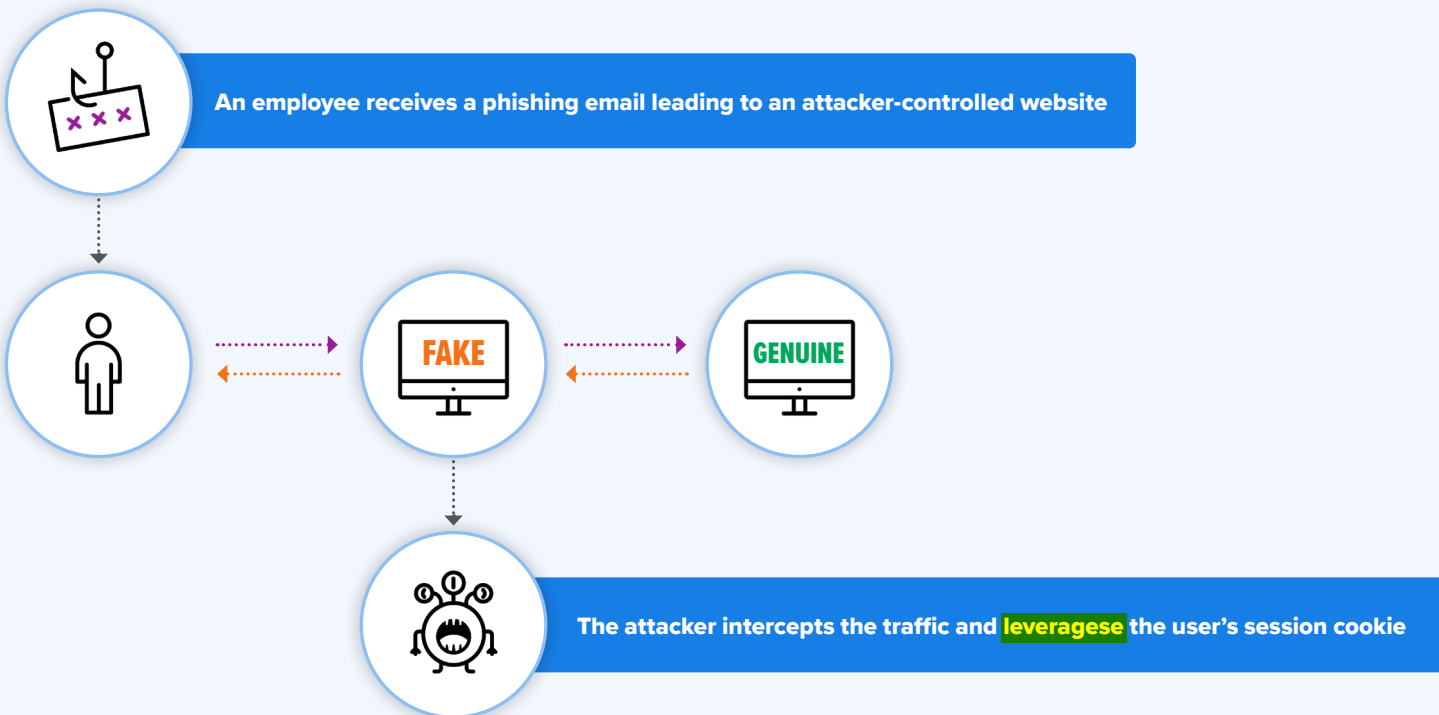 An employee receives a phishing email leading to an attacker-controlled website
FAKE
GENUINE
The attacker intercepts the traffic and leveragese the user’s session cookie